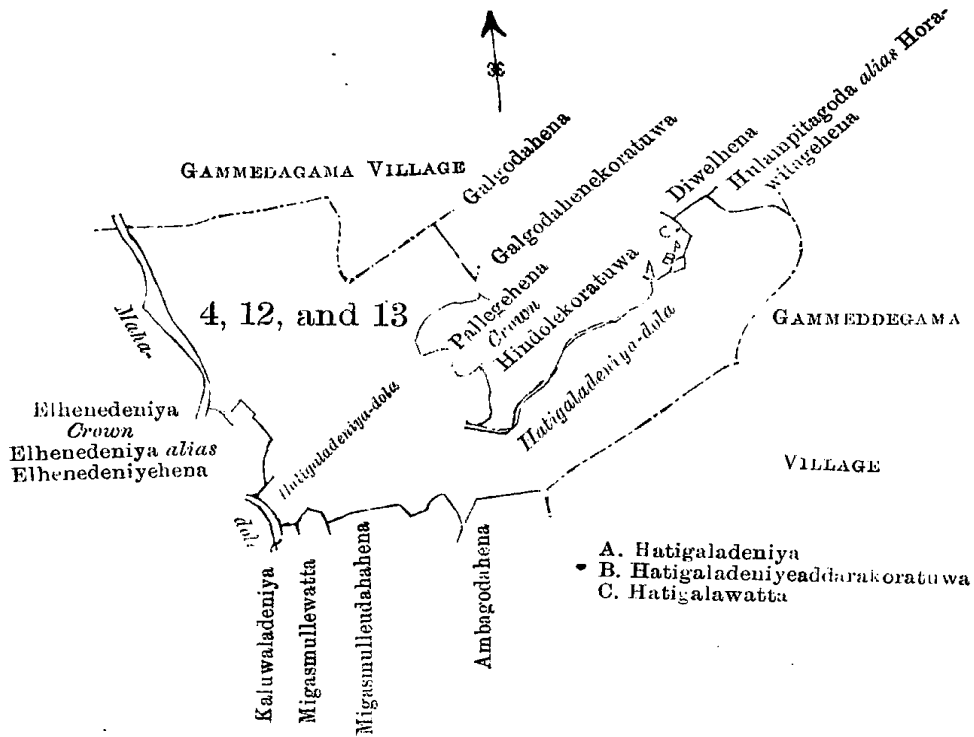 GAMMEDAGAMA VILLAGE
Galgodahena
Galgodahenekoratuwa
Diwelhena
Hulampitagoda alias Hora-
witagehena
4, 12, and 13
Maha-
Pallegehena
Crown
Hindolekoratuwa
C
B
Hatigaladeniya-dola
GAMMEDDEGAMA
VILLAGE
Elhenedeniya
Crown
Elhenedeniya alias
Elhenedeniyehena
Hatigaladeniya-dola
dola
Kaluwaladeniya
Migasmullewatta
Migasmulleudahahena
Ambagodahena
A. Hatigaladeniya
B. Hatigaladeniyeaddarakoratuwa
C. Hatigalawatta